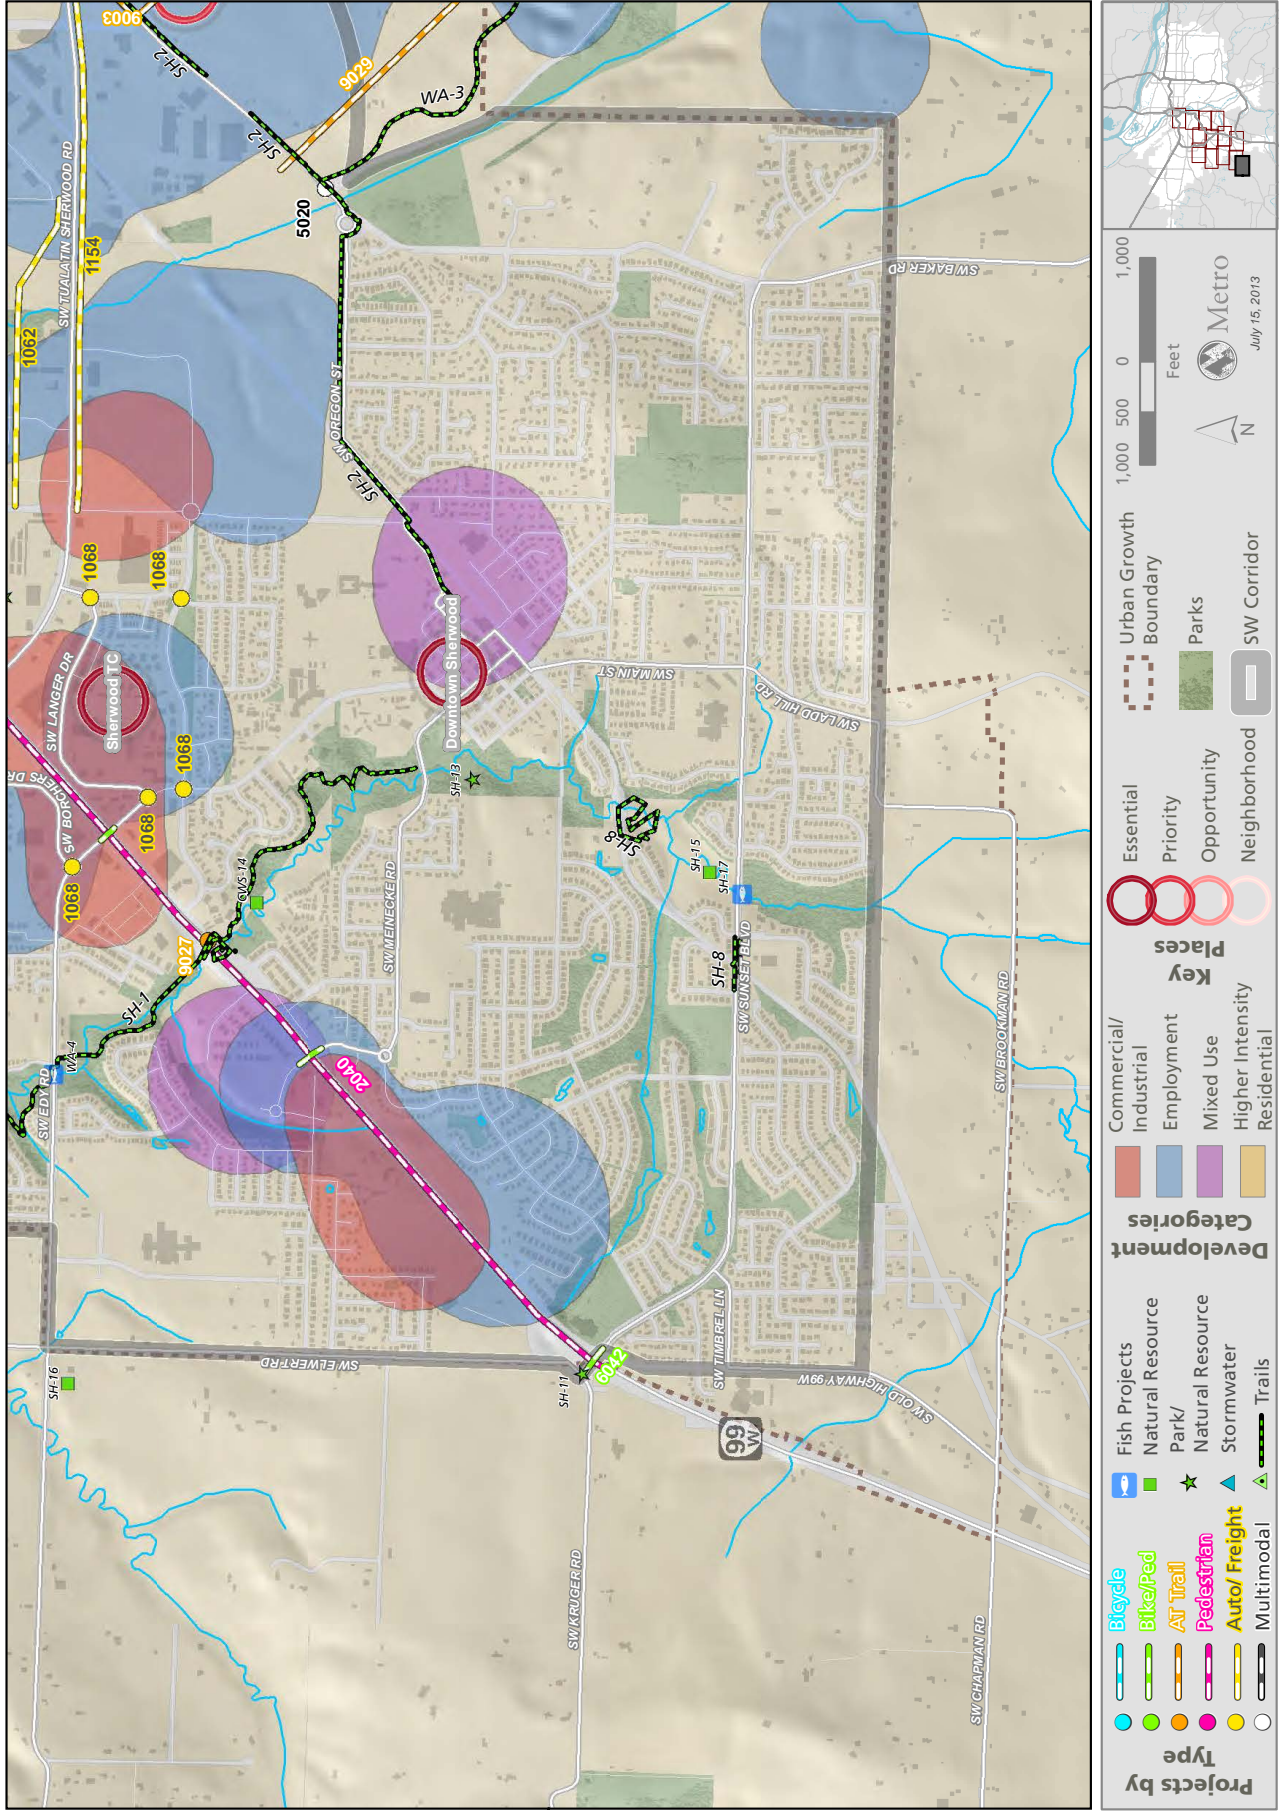 9003
SH-2
9029
WA-3
SH-2
5020
SW TUALATIN SHERWOOD RD
1154
1062
SW OREGON ST
SH-2
SW BAKER RD
1068
1068
SW LANGER DR
Sherwood TC
Downtown Sherwood
SW MAIN ST
SW LADD HILL RD
SW BORCHERS DR
1068
1068
1068
SH-13
SH-8
SH-15
SH-17
CWS-14
SW MEINECKE RD
9027
SH-1
WA-4
SW EDY RD
2040
SH-8
SW SUNSET BLVD
SW BROOKMAN RD
SH-16
SW ELWERT RD
SH-11
6042
SW TIMBREL LN
SW OLD HIGHWAY 99W
99
W
SW KRUGER RD
SW CHAPMAN RD
Projects by
Type
Bicycle
Bike/Ped
AT Trail
Pedestrian
Auto/ Freight
Multimodal
Fish Projects
Natural Resource
Park/
Natural Resource
Stormwater
Trails
Development
Categories
Commercial/
Industrial
Employment
Mixed Use
Higher Intensity
Residential
Key
Places
Essential
Priority
Opportunity
Neighborhood
Urban Growth
Boundary
Parks
SW Corridor
1,000 500 0 1,000
Feet
N
Metro
July 15, 2013